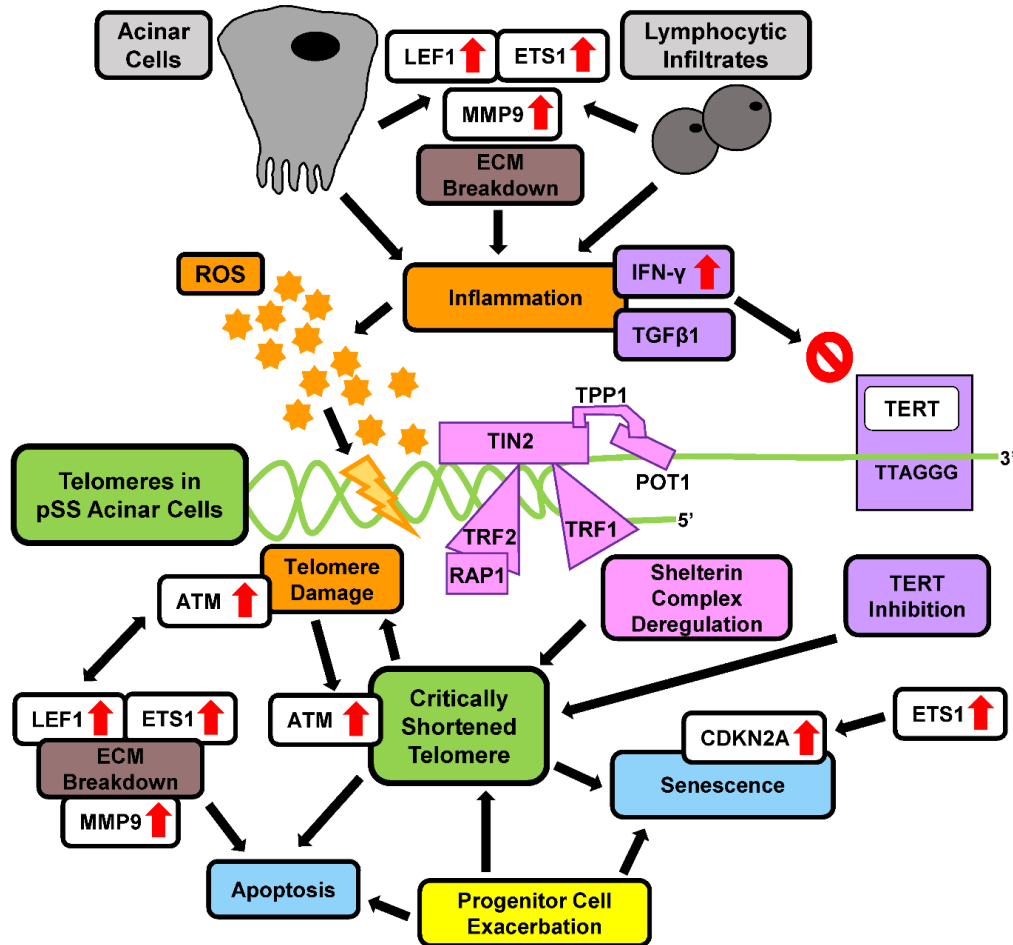 Acinar
Cells
LEF1
ETS1
Lymphocytic
Infiltrates
MMP9
ECM
Breakdown
ROS
Inflammation
IFN-γ
TGFβ1
TPP1
TERT
TIN2
Telomeres in
pSS Acinar Cells
POT1
TTAGGG
3’
5’
TRF2
TRF1
RAP1
Telomere
Damage
ATM
Shelterin
Complex
Deregulation
TERT
Inhibition
LEF1
ETS1
ECM
Breakdown
MMP9
ATM
Critically
Shortened
Telomere
ETS1
CDKN2A
Senescence
Apoptosis
Progenitor Cell
Exacerbation